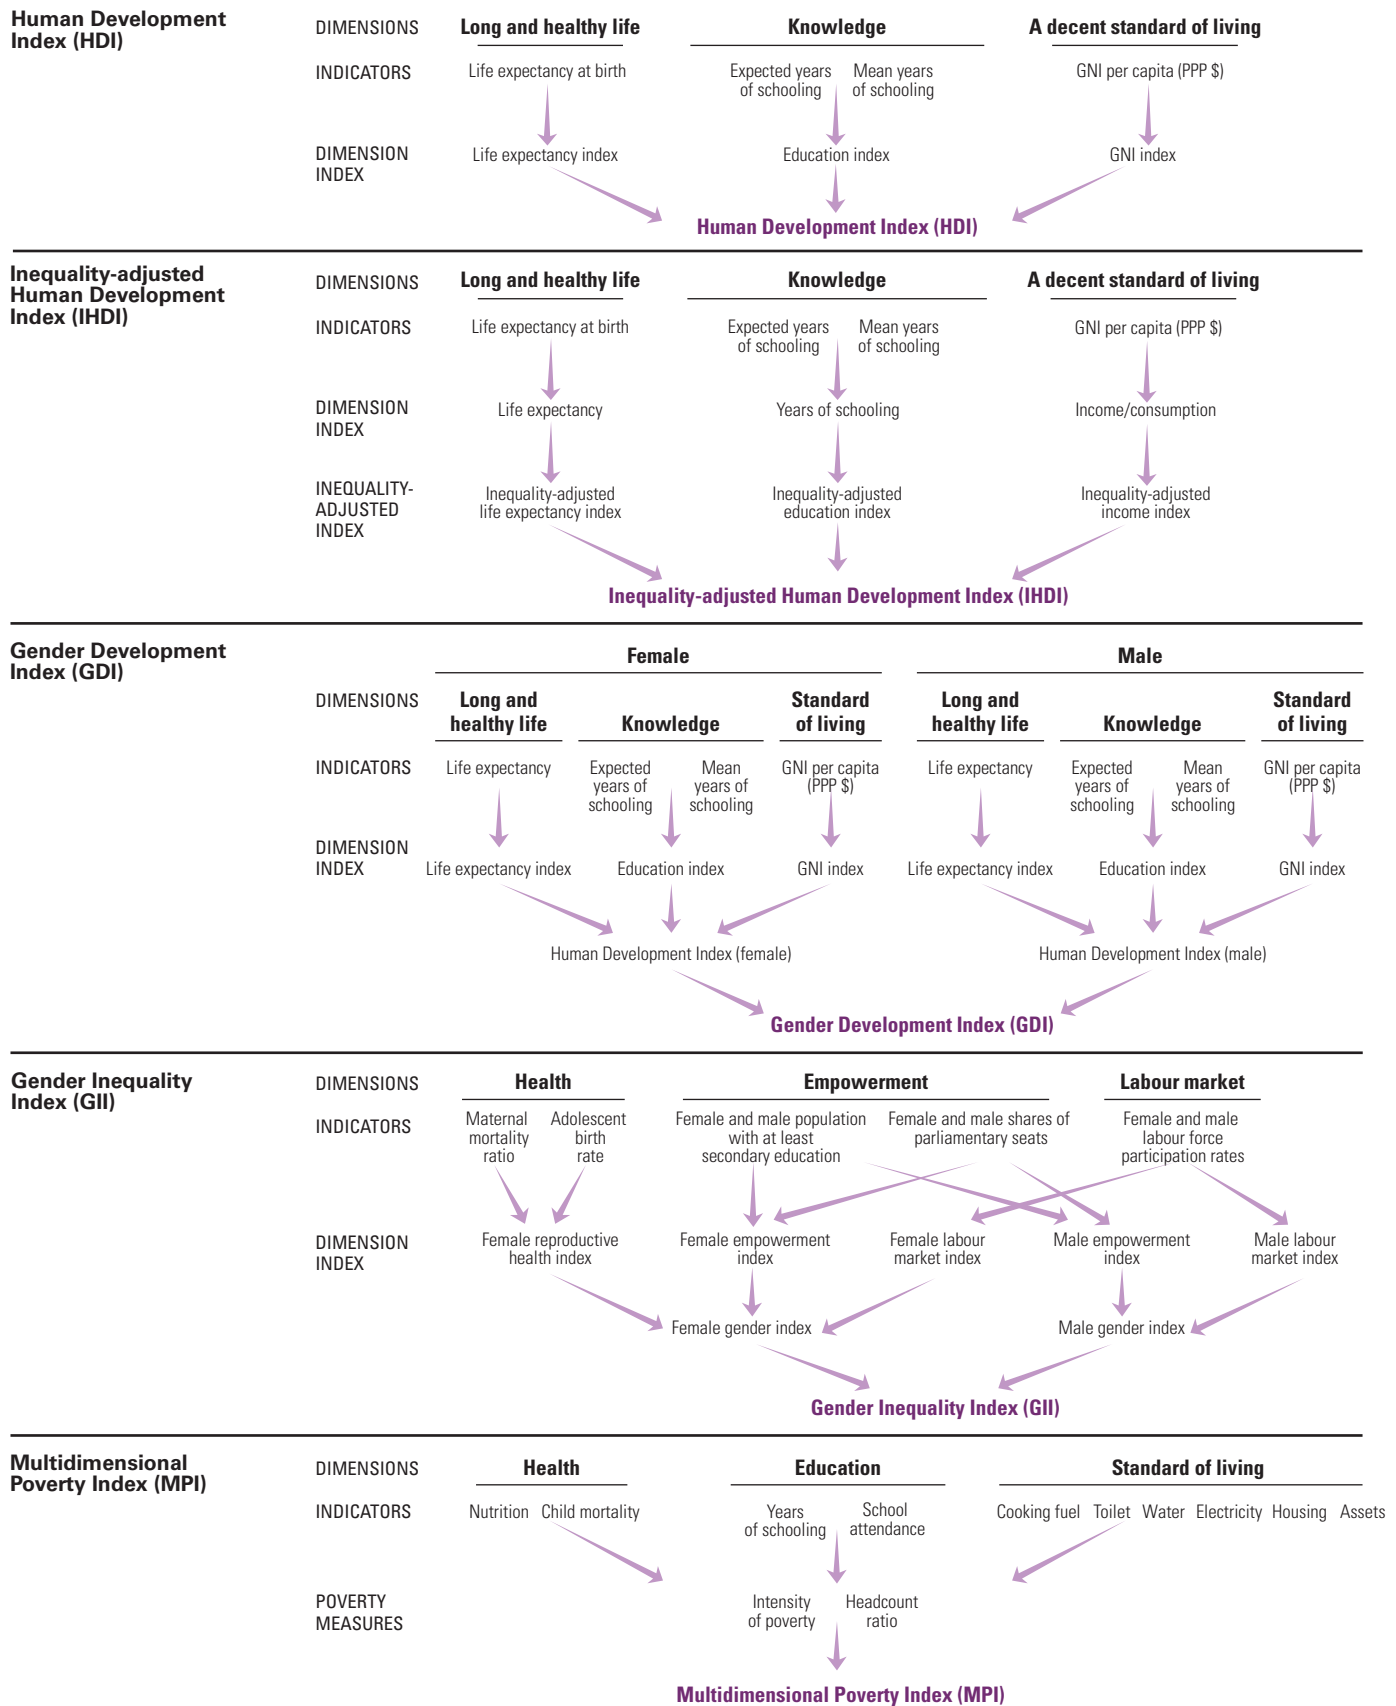 Human Development
Index (HDI)
DIMENSIONS
Long and healthy life
Knowledge
A decent standard of living
INDICATORS
Life expectancy at birth
Expected years
of schooling
Mean years
of schooling
GNI per capita (PPP $)
DIMENSION
INDEX
Life expectancy index
Education index
GNI index
Human Development Index (HDI)
Inequality-adjusted
Human Development
Index (IHDI)
DIMENSIONS
Long and healthy life
Knowledge
A decent standard of living
INDICATORS
Life expectancy at birth
Expected years
of schooling
Mean years
of schooling
GNI per capita (PPP $)
DIMENSION
INDEX
Life expectancy
Years of schooling
Income/consumption
INEQUALITY-
ADJUSTED
INDEX
Inequality-adjusted
life expectancy index
Inequality-adjusted
education index
Inequality-adjusted
income index
Inequality-adjusted Human Development Index (IHDI)
Gender Development
Index (GDI)
Female
Male
DIMENSIONS
Long and
healthy life
Knowledge
Standard
of living
Long and
healthy life
Knowledge
Standard
of living
INDICATORS
Life expectancy
Expected
years of
schooling
Mean
years of
schooling
GNI per capita
(PPP $)
Life expectancy
Expected
years of
schooling
Mean
years of
schooling
GNI per capita
(PPP $)
DIMENSION
INDEX
Life expectancy index
Education index
GNI index
Life expectancy index
Education index
GNI index
Human Development Index (female)
Human Development Index (male)
Gender Development Index (GDI)
Gender Inequality
Index (GII)
DIMENSIONS
Health
Empowerment
Labour market
INDICATORS
Maternal
mortality
ratio
Adolescent
birth
rate
Female and male population
with at least
secondary education
Female and male shares of
parliamentary seats
Female and male
labour force
participation rates
DIMENSION
INDEX
Female reproductive
health index
Female empowerment
index
Female labour
market index
Male empowerment
index
Male labour
market index
Female gender index
Male gender index
Gender Inequality Index (GII)
Multidimensional
Poverty Index (MPI)
DIMENSIONS
Health
Education
Standard of living
INDICATORS
Nutrition
Child mortality
Years
of schooling
School
attendance
Cooking fuel
Toilet
Water
Electricity
Housing
Assets
POVERTY
MEASURES
Intensity
of poverty
Headcount
ratio
Multidimensional Poverty Index (MPI)